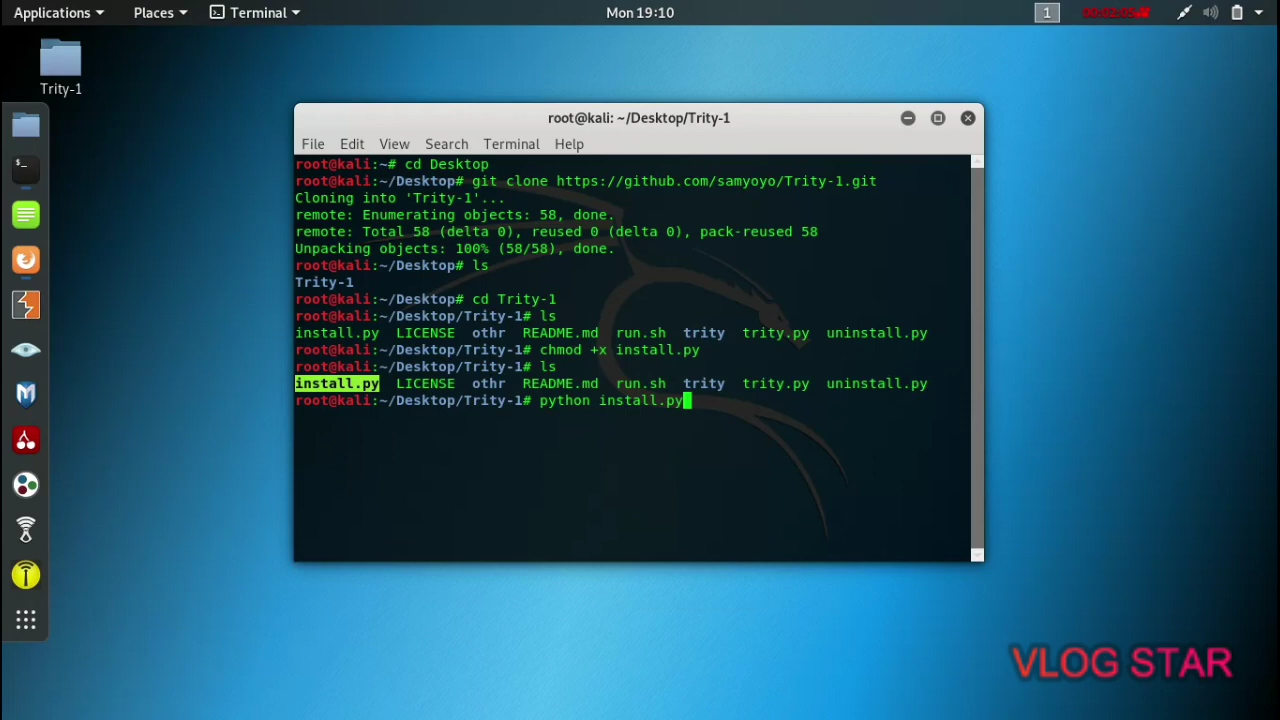 Applications Places Terminal Mon 19:10 1
Trity-1
root@kali: ~/Desktop/Trity-1
File Edit View Search Terminal Help
root@kali:~# cd Desktop
root@kali:~/Desktop# git clone https://github.com/samyoyo/Trity-1.git
Cloning into 'Trity-1'...
remote: Enumerating objects: 58, done.
remote: Total 58 (delta 0), reused 0 (delta 0), pack-reused 58
Unpacking objects: 100% (58/58), done.
root@kali:~/Desktop# ls
Trity-1
root@kali:~/Desktop# cd Trity-1
root@kali:~/Desktop/Trity-1# ls
install.py LICENSE othr README.md run.sh trity trity.py uninstall.py
root@kali:~/Desktop/Trity-1# chmod +x install.py
root@kali:~/Desktop/Trity-1# ls
install.py LICENSE othr README.md run.sh trity trity.py uninstall.py
root@kali:~/Desktop/Trity-1# python install.py
VLOG STAR